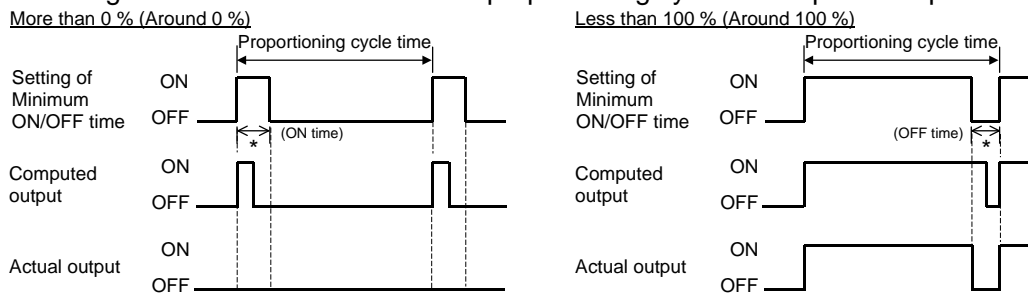 More than 0 % (Around 0 %)
Proportioning cycle time
Setting of
Minimum
ON/OFF time
ON
OFF
(ON time)
*
Computed
output
ON
OFF
Actual output
ON
OFF
Less than 100 % (Around 100 %)
Proportioning cycle time
Setting of
Minimum
ON/OFF time
ON
OFF
(OFF time)
*
Computed
output
ON
OFF
Actual output
ON
OFF